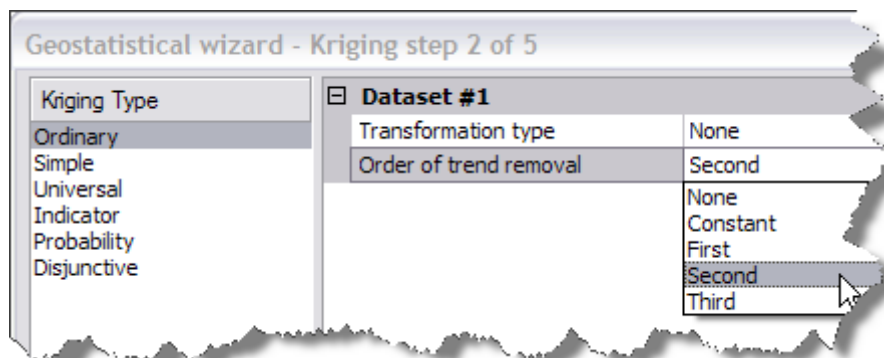 Geostatistical wizard - Kriging step 2 of 5
Kriging Type
Ordinary
Simple
Universal
Indicator
Probability
Disjunctive
Dataset #1
Transformation type None
Order of trend removal Second
None
Constant
First
Second
Third